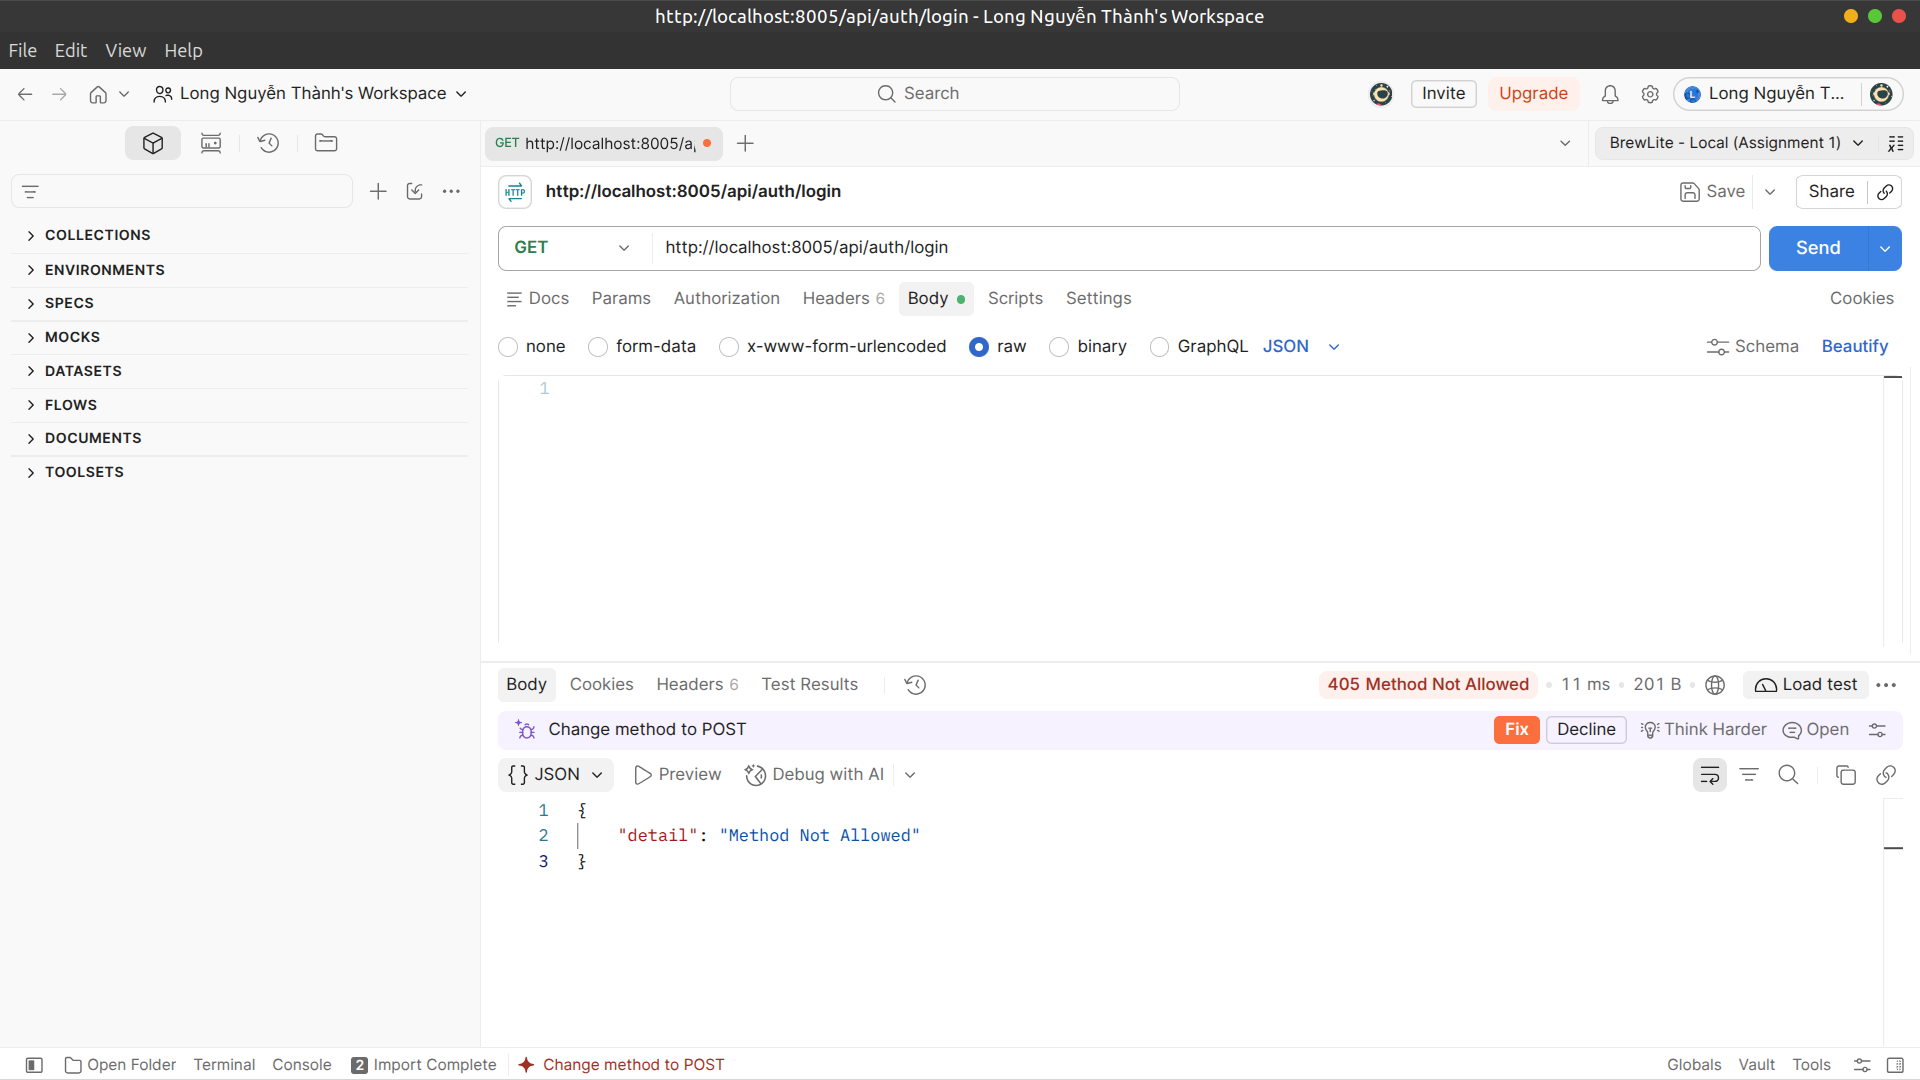 http://localhost:8005/api/auth/login - Long Nguyễn Thành's Workspace
File Edit View Help
Long Nguyễn Thành's Workspace
Search
Invite
Upgrade
L Long Nguyễn T...
GET http://localhost:8005/a
BrewLite - Local (Assignment 1)
HTTP http://localhost:8005/api/auth/login
Save
Share
COLLECTIONS
ENVIRONMENTS
SPECS
MOCKS
DATASETS
FLOWS
DOCUMENTS
TOOLSETS
GET http://localhost:8005/api/auth/login
Send
Docs Params Authorization Headers 6 Body Scripts Settings Cookies
none form-data x-www-form-urlencoded raw binary GraphQL JSON Schema Beautify
1
Body Cookies Headers 6 Test Results 405 Method Not Allowed 11 ms 201 B Load test
Change method to POST Fix Decline Think Harder Open
{} JSON Preview Debug with AI
1 {
2 "detail": "Method Not Allowed"
3 }
Open Folder Terminal Console 2 Import Complete Change method to POST Globals Vault Tools